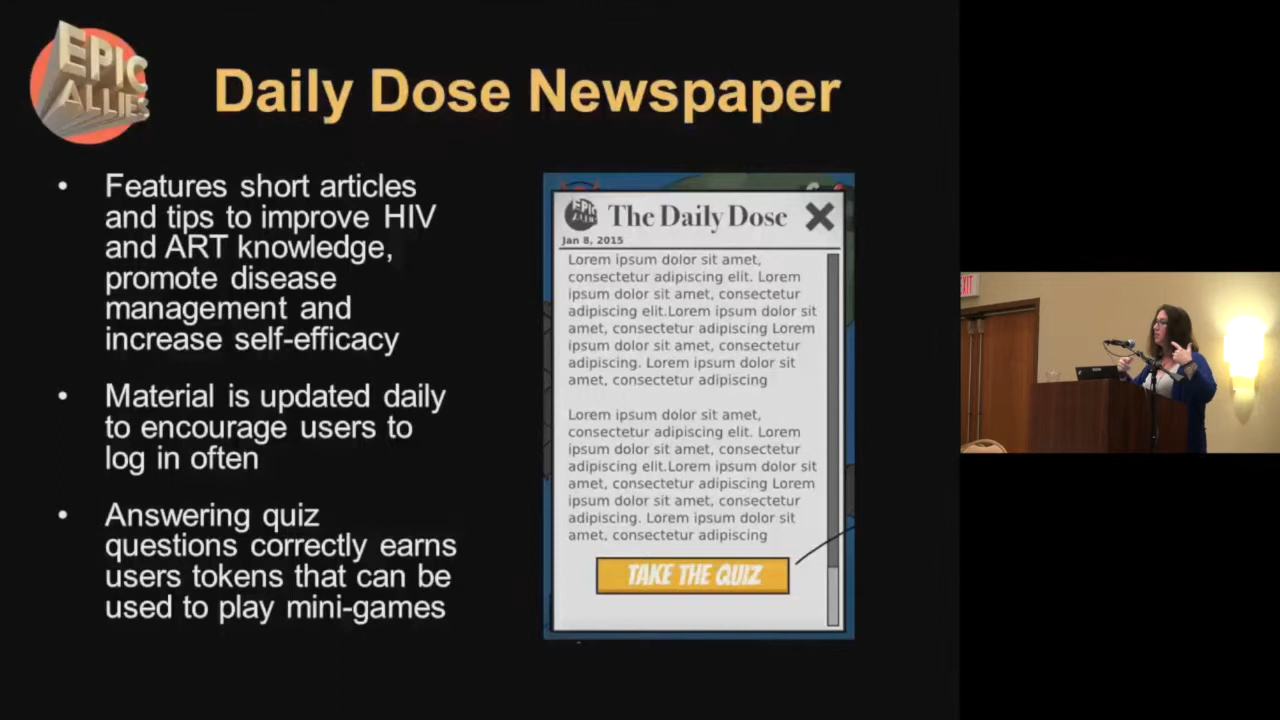 EPIC
ALLIES
Daily Dose Newspaper
• Features short articles
and tips to improve HIV
and ART knowledge,
promote disease
management and
increase self-efficacy
• Material is updated daily
to encourage users to
log in often
• Answering quiz
questions correctly earns
users tokens that can be
used to play mini-games
EPIC
ALLIES
The Daily Dose
Jan 8, 2015
Lorem ipsum dolor sit amet,
consectetur adipiscing elit. Lorem
ipsum dolor sit amet, consectetur
adipiscing elit.Lorem ipsum dolor sit
amet, consectetur adipiscing Lorem
ipsum dolor sit amet, consectetur
adipiscing. Lorem ipsum dolor sit
amet, consectetur adipiscing
Lorem ipsum dolor sit amet,
consectetur adipiscing elit. Lorem
ipsum dolor sit amet, consectetur
adipiscing elit.Lorem ipsum dolor sit
amet, consectetur adipiscing Lorem
ipsum dolor sit amet, consectetur
adipiscing. Lorem ipsum dolor sit
amet, consectetur adipiscing
TAKE THE QUIZ
EXIT